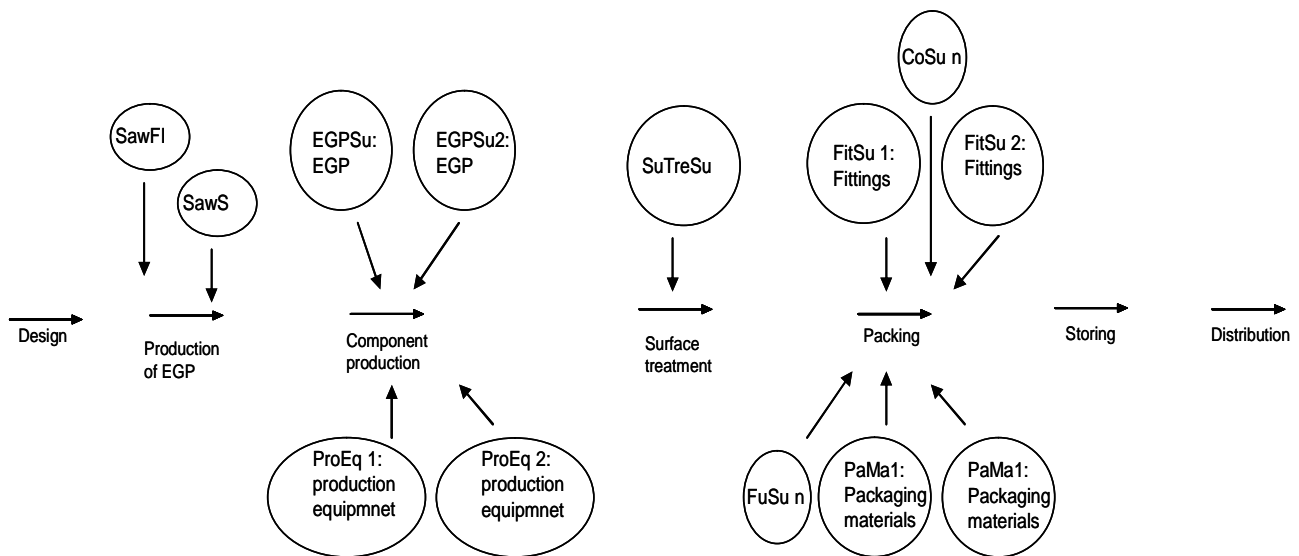 CoSu n
SawFI
SawS
EGPSu:
EGP
EGPSu2:
EGP
SuTreSu
FitSu 1:
Fittings
FitSu 2:
Fittings
Design
Production
of EGP
Component
production
Surface
treatment
Packing
Storing
Distribution
ProEq 1:
production
equipmnet
ProEq 2:
production
equipmnet
FuSu n
PaMa1:
Packaging
materials
PaMa1:
Packaging
materials